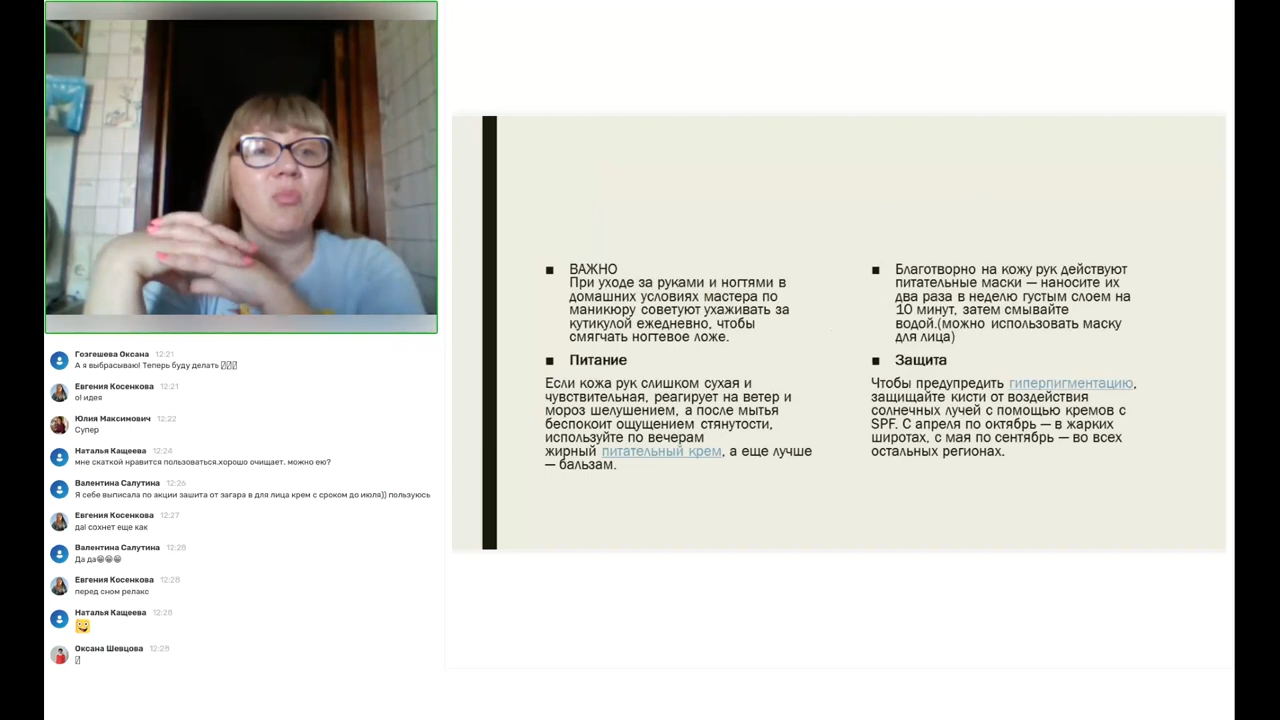 Гозгешева Оксана 12:21
А я выбрасываю! Теперь буду делать
Евгения Косенкова 12:21
о! идея
Юлия Максимович 12:22
Супер
Наталья Кащеева 12:24
мне скаткой нравится пользоваться.хорошо очищает. можно ею?
Валентина Салутина 12:26
Я себе выписала по акции зашита от загара в для лица крем с сроком до июля)) пользуюсь
Евгения Косенкова 12:27
да! сохнет еще как
Валентина Салутина 12:28
Да да😁😁😁
Евгения Косенкова 12:28
перед сном релакс
Наталья Кащеева 12:28
Оксана Шевцова 12:28
■ ВАЖНО
При уходе за руками и ногтями в
домашних условиях мастера по
маникюру советуют ухаживать за
кутикулой ежедневно, чтобы
смягчать ногтевое ложе.
■ Питание
Если кожа рук слишком сухая и
чувствительная, реагирует на ветер и
мороз шелушением, а после мытья
беспокоит ощущением стянутости,
используйте по вечерам
жирный питательный крем, а еще лучше
— бальзам.
■ Благотворно на кожу рук действуют
питательные маски — наносите их
два раза в неделю густым слоем на
10 минут, затем смывайте
водой.(можно использовать маску
для лица)
■ Защита
Чтобы предупредить гиперпигментацию,
защищайте кисти от воздействия
солнечных лучей с помощью кремов с
SPF. С апреля по октябрь — в жарких
широтах, с мая по сентябрь — во всех
остальных регионах.